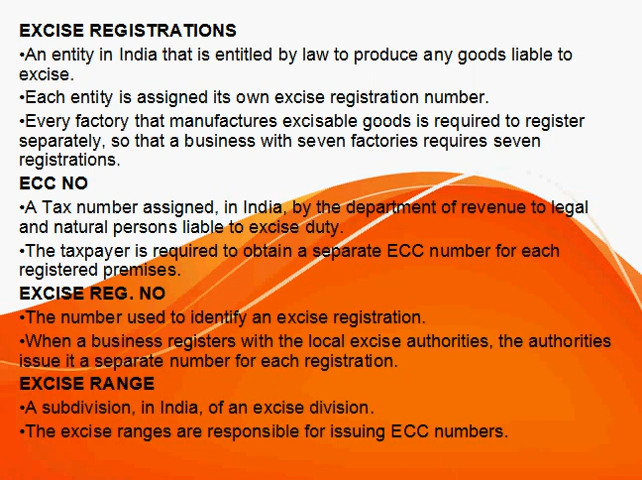 EXCISE REGISTRATIONS
•An entity in India that is entitled by law to produce any goods liable to
excise.
•Each entity is assigned its own excise registration number.
•Every factory that manufactures excisable goods is required to register
separately, so that a business with seven factories requires seven
registrations.
ECC NO
•A Tax number assigned, in India, by the department of revenue to legal
and natural persons liable to excise duty.
•The taxpayer is required to obtain a separate ECC number for each
registered premises.
EXCISE REG. NO
•The number used to identify an excise registration.
•When a business registers with the local excise authorities, the authorities
issue it a separate number for each registration.
EXCISE RANGE
•A subdivision, in India, of an excise division.
•The excise ranges are responsible for issuing ECC numbers.